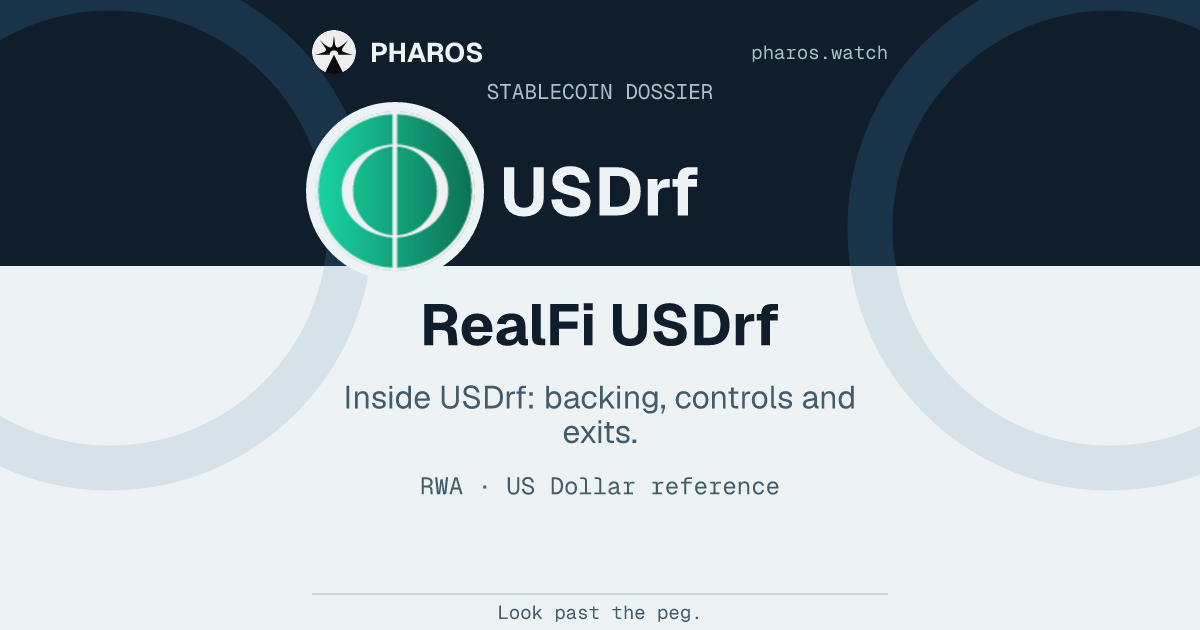 PHAROS
pharos.watch
STABLECOIN DOSSIER
USDrf
RealFi USDrf
Inside USDrf: backing, controls and
exits.
RWA · US Dollar reference
Look past the peg.